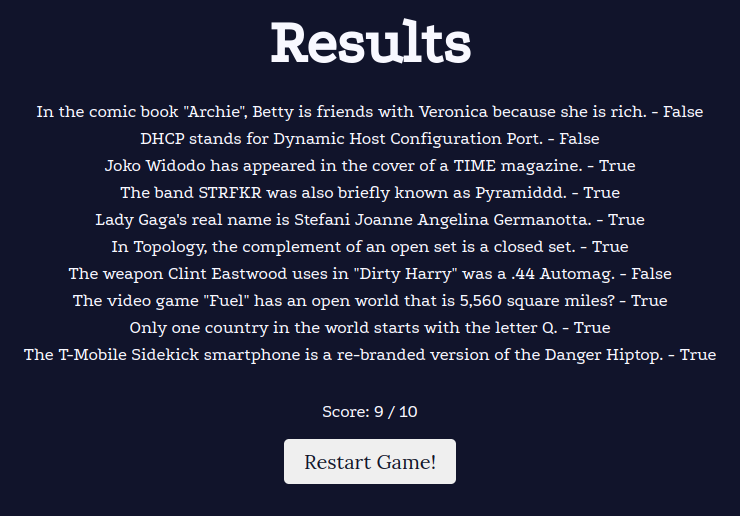 Results
In the comic book "Archie", Betty is friends with Veronica because she is rich. - False
DHCP stands for Dynamic Host Configuration Port. - False
Joko Widodo has appeared in the cover of a TIME magazine. - True
The band STRFKR was also briefly known as Pyramiddd. - True
Lady Gaga's real name is Stefani Joanne Angelina Germanotta. - True
In Topology, the complement of an open set is a closed set. - True
The weapon Clint Eastwood uses in "Dirty Harry" was a .44 Automag. - False
The video game "Fuel" has an open world that is 5,560 square miles? - True
Only one country in the world starts with the letter Q. - True
The T-Mobile Sidekick smartphone is a re-branded version of the Danger Hiptop. - True
Score: 9 / 10
Restart Game!